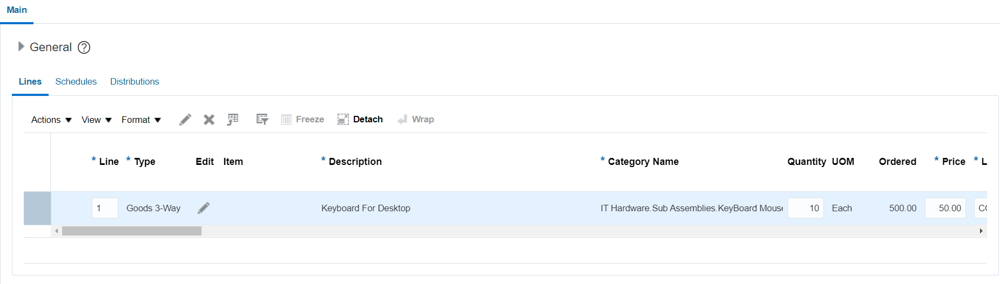 Main
General ?
Lines Schedules Distributions
Actions View Format Freeze Detach Wrap
* Line * Type Edit Item * Description * Category Name Quantity UOM Ordered * Price * L
1 Goods 3-Way Keyboard For Desktop IT Hardware.Sub Assemblies.KeyBoard Mouse 10 Each 500.00 50.00 CO